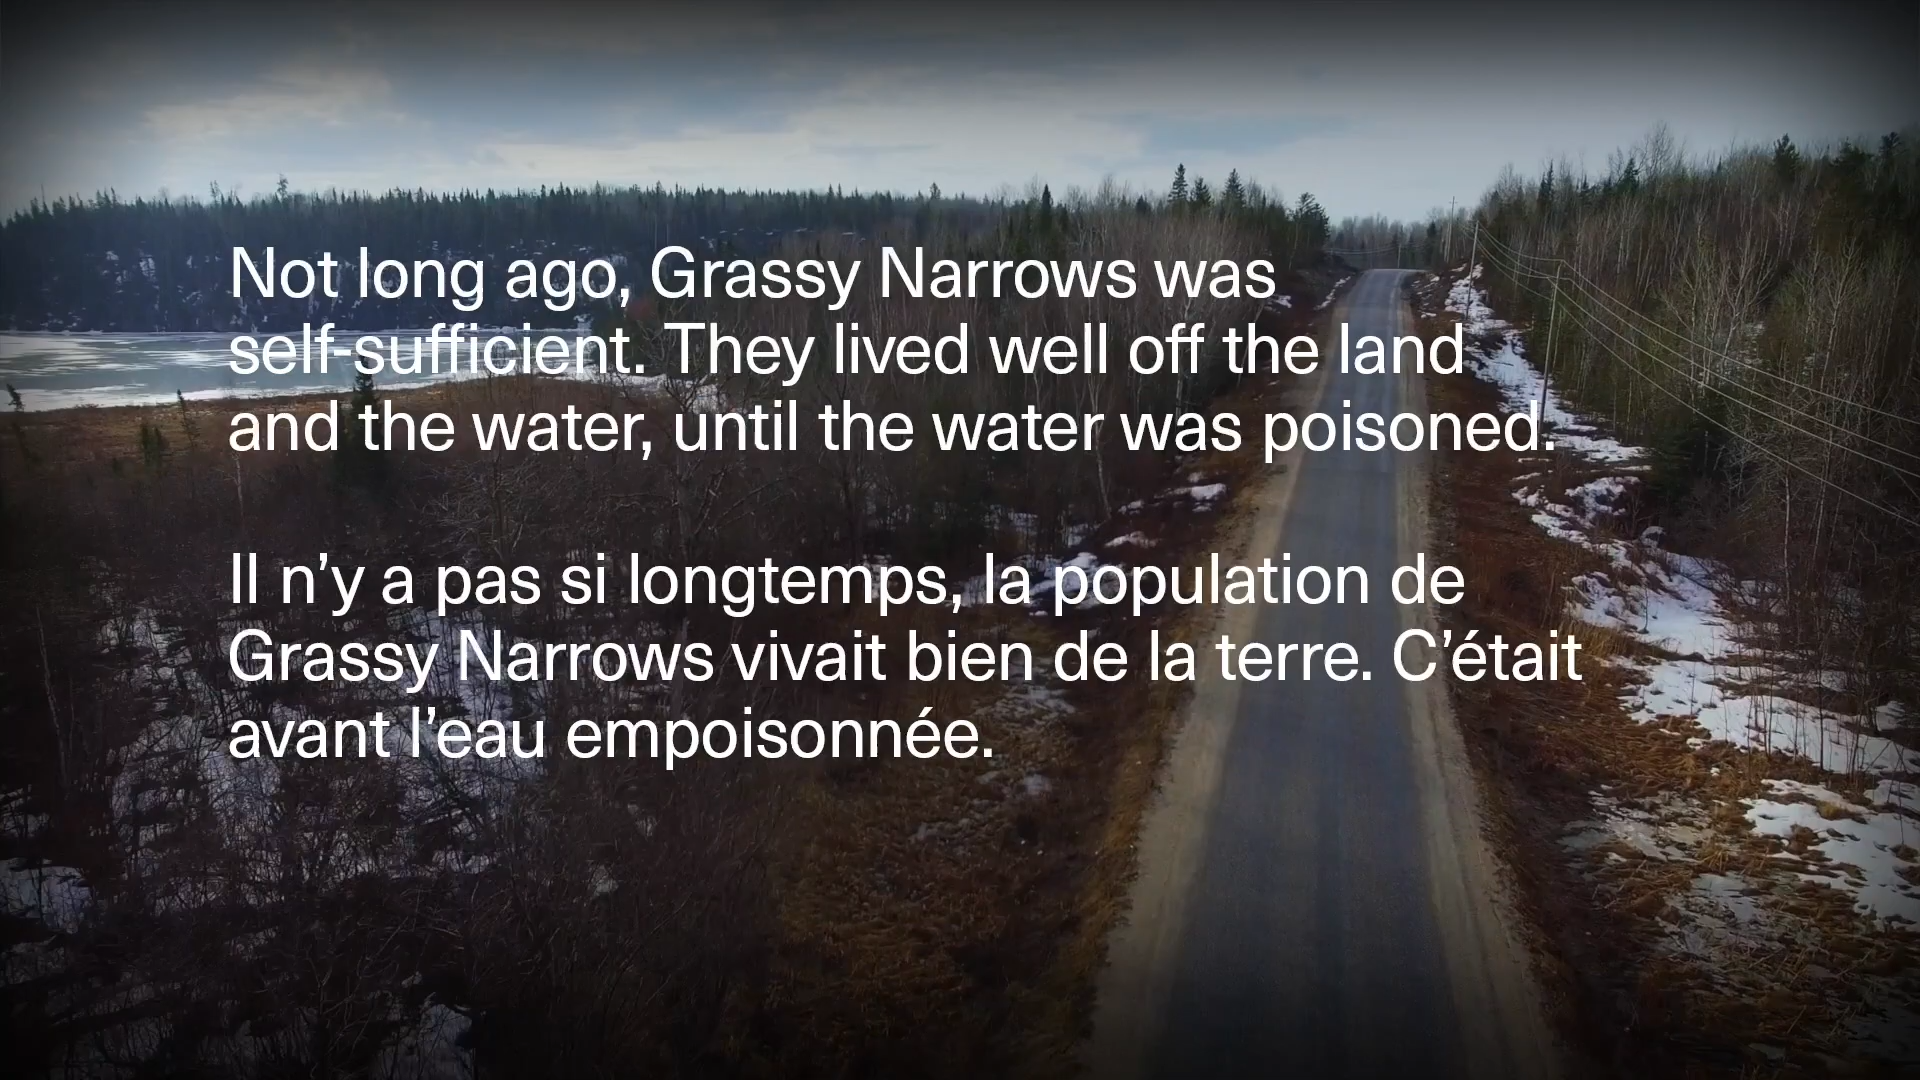 Not long ago, Grassy Narrows was
self-sufficient. They lived well off the land
and the water, until the water was poisoned.
Il n’y a pas si longtemps, la population de
Grassy Narrows vivait bien de la terre. C’était
avant l’eau empoisonnée.